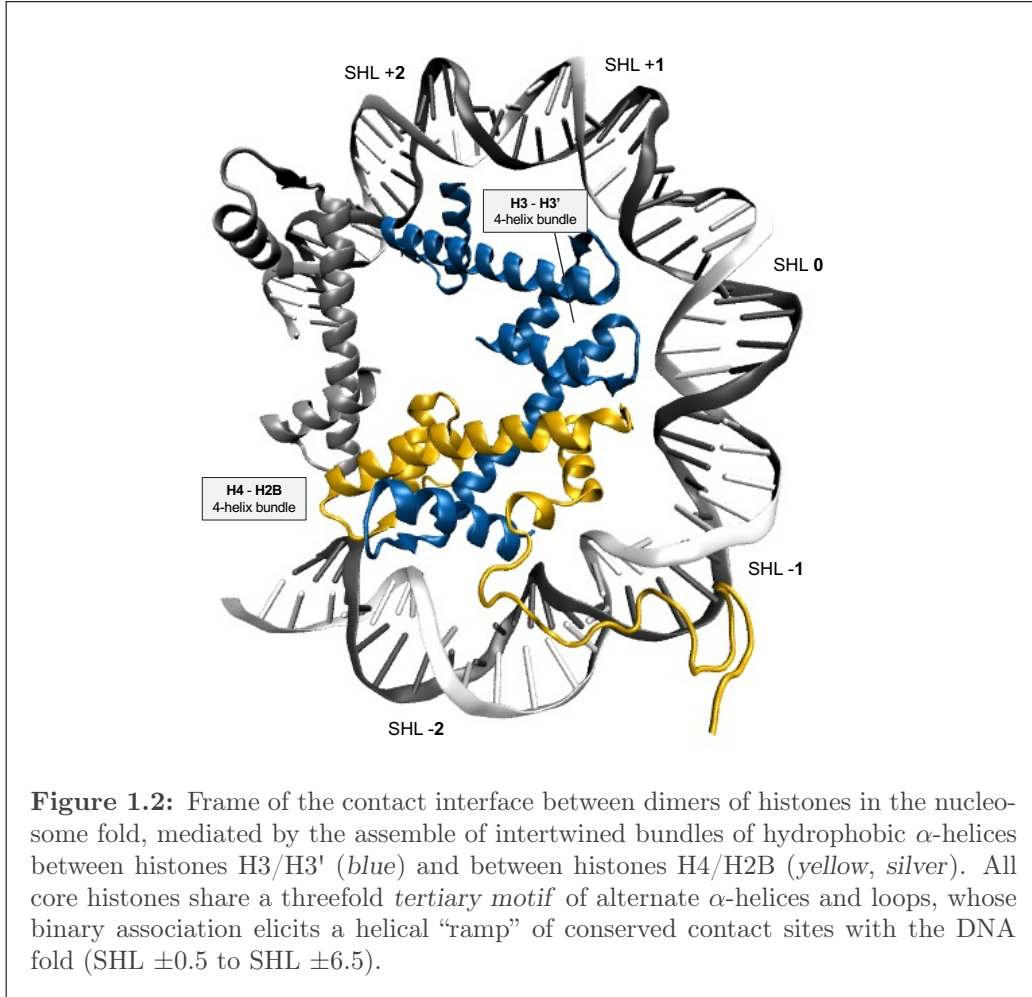 SHL +2
SHL +1
H3 - H3'
4-helix bundle
SHL 0
H4 - H2B
4-helix bundle
SHL -1
SHL -2
Figure 1.2: Frame of the contact interface between dimers of histones in the nucleo-
some fold, mediated by the assemble of intertwined bundles of hydrophobic α-helices
between histones H3/H3' (blue) and between histones H4/H2B (yellow, silver). All
core histones share a threefold tertiary motif of alternate α-helices and loops, whose
binary association elicits a helical “ramp” of conserved contact sites with the DNA
fold (SHL ±0.5 to SHL ±6.5).